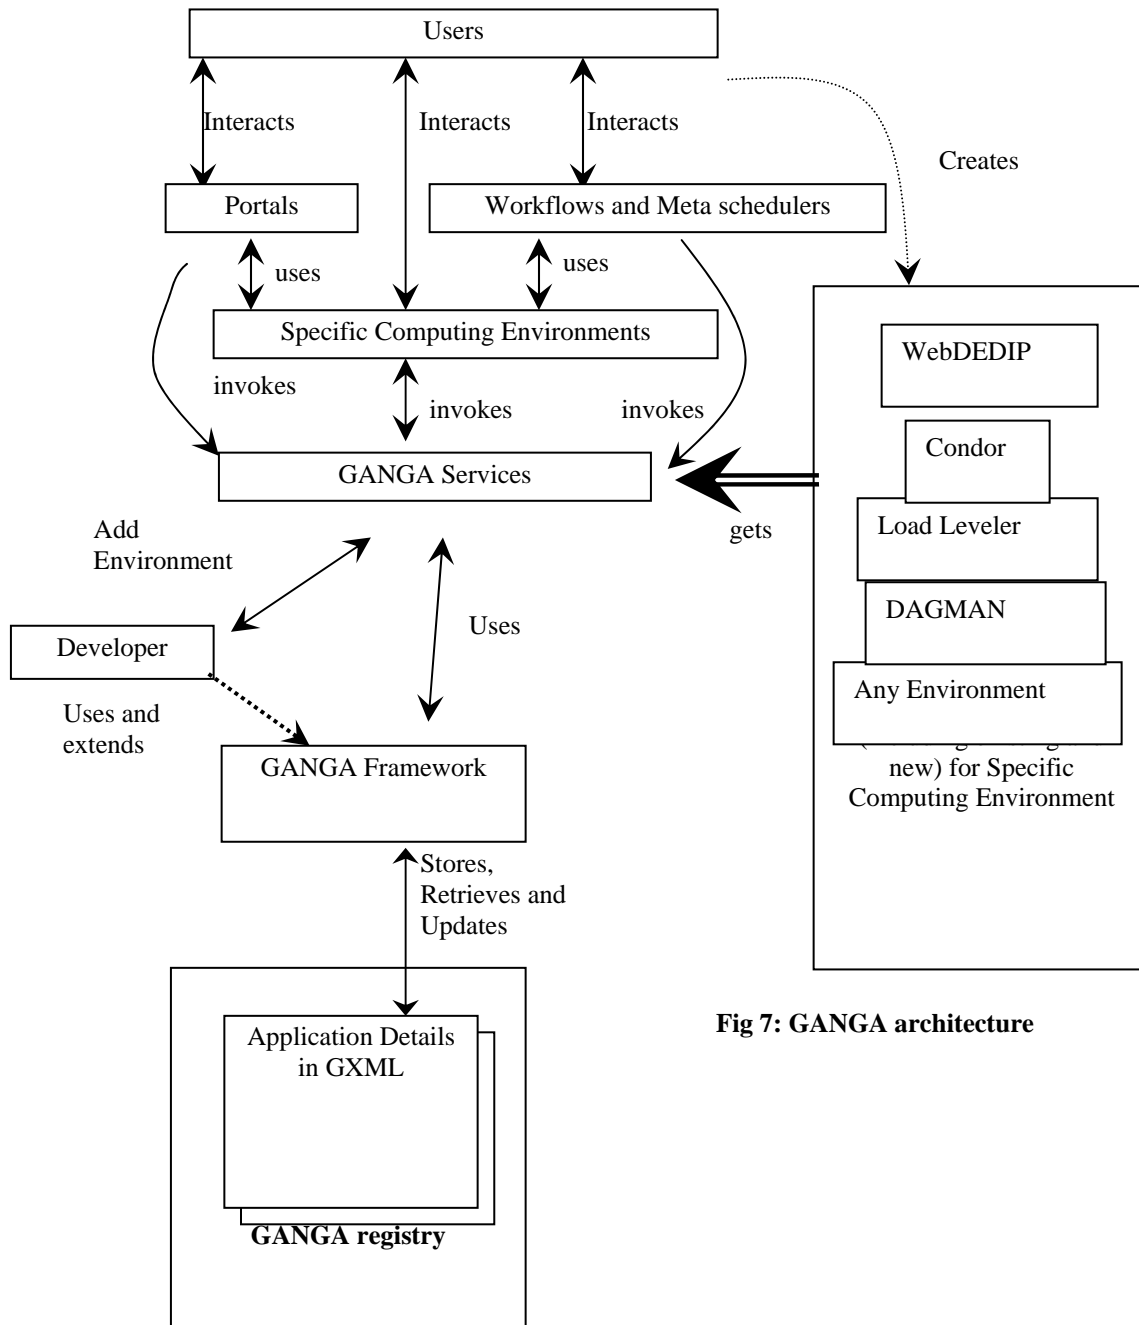 Users
Interacts
Interacts
Interacts
Creates
Portals
Workflows and Meta schedulers
uses
uses
Specific Computing Environments
invokes
invokes
invokes
GANGA Services
gets
WebDEDIP
Condor
Load Leveler
DAGMAN
Any Environment
new) for Specific
Computing Environment
Add
Environment
Uses
Developer
Uses and
extends
GANGA Framework
Stores,
Retrieves and
Updates
Application Details
in GXML
GANGA registry
Fig 7: GANGA architecture